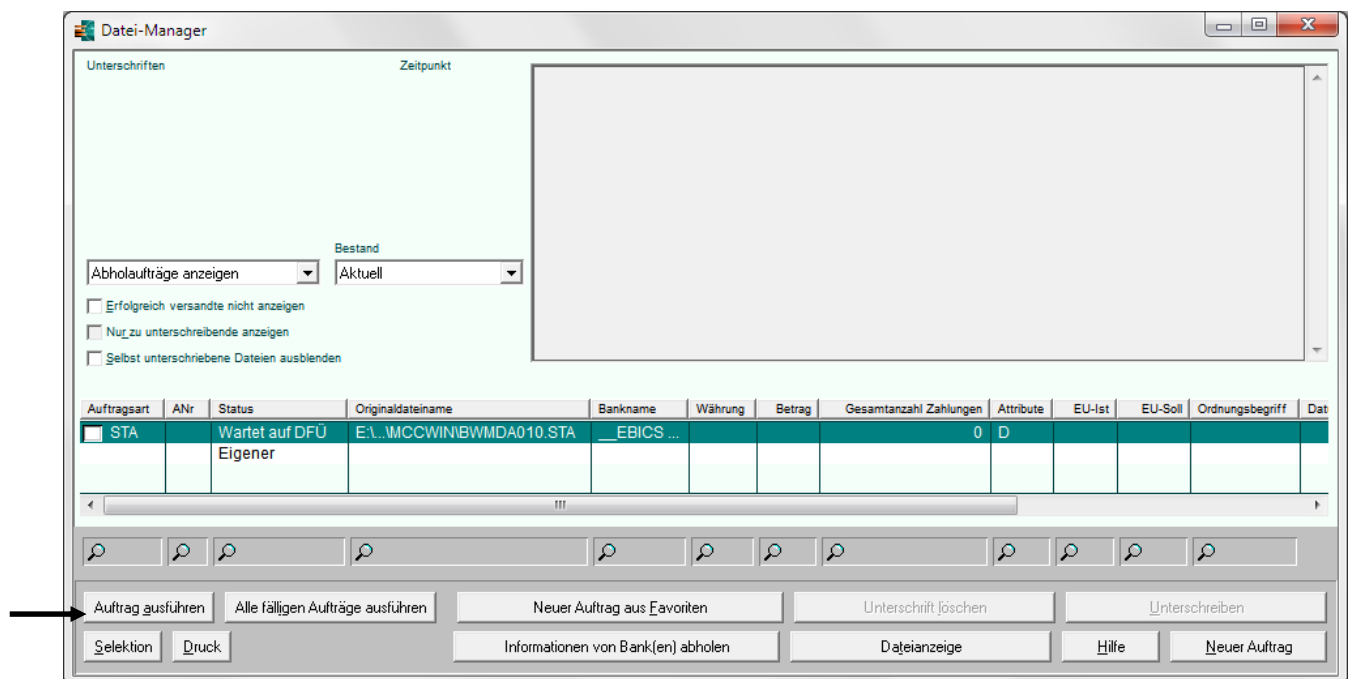 Datei-Manager
Unterschriften Zeitpunkt
Bestand
Abholaufträge anzeigen Aktuell
Erfolgreich versandte nicht anzeigen
Nur zu unterschreibende anzeigen
Selbst unterschriebene Dateien ausblenden
Auftragsart ANr Status Originaldateiname Bankname Währung Betrag Gesamtanzahl Zahlungen Attribute EU-Ist EU-Soll Ordnungsbegriff Dat
STA Wartet auf DFÜ E:\...\MCCWIN\BWMDA010.STA __EBICS ... 0 D
Eigener
Auftrag ausführen Alle fälligen Aufträge ausführen Neuer Auftrag aus Favoriten Unterschrift löschen Unterschreiben
Selektion Druck Informationen von Bank(en) abholen Dateianzeige Hilfe Neuer Auftrag